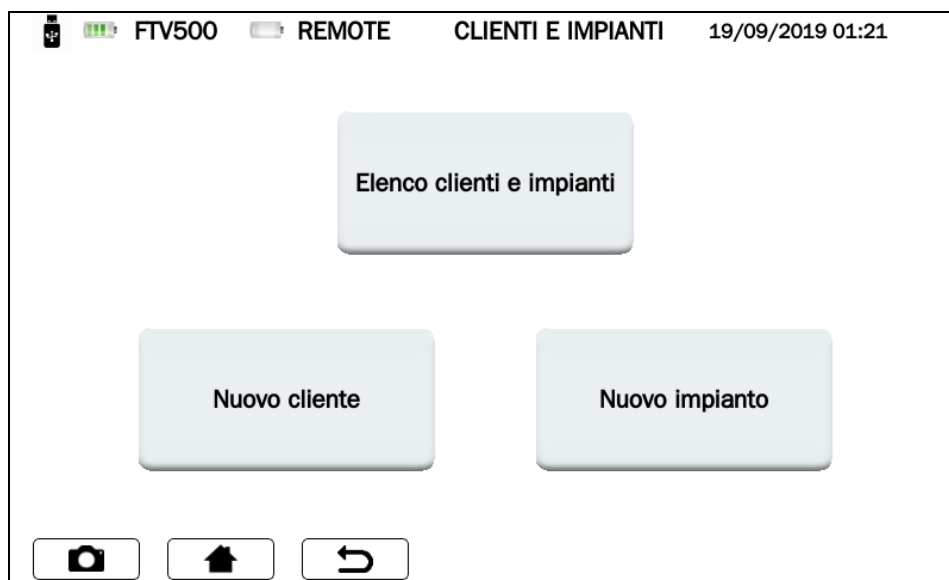 FTV500 REMOTE CLIENTI E IMPIANTI 19/09/2019 01:21
Elenco clienti e impianti
Nuovo cliente Nuovo impianto